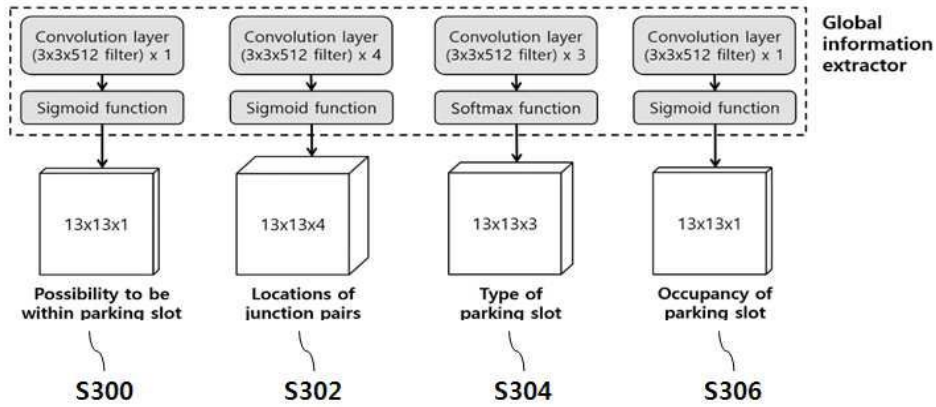 Convolution layer
(3x3x512 filter) x 1
Sigmoid function
13x13x1
Possibility to be
within parking slot
S300
Convolution layer
(3x3x512 filter) x 4
Sigmoid function
13x13x4
Locations of
junction pairs
S302
Convolution layer
(3x3x512 filter) x 3
Softmax function
13x13x3
Type of
parking slot
S304
Convolution layer
(3x3x512 filter) x 1
Sigmoid function
13x13x1
Occupancy of
parking slot
S306
Global
information
extractor